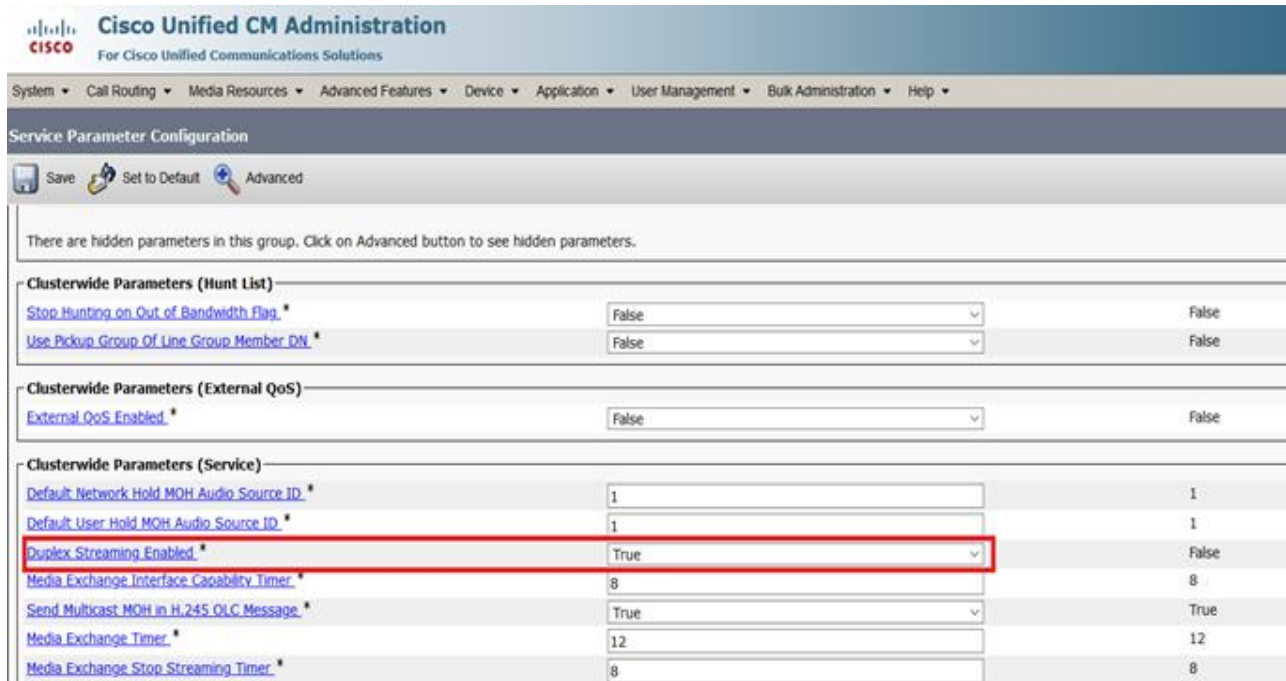 Cisco Unified CM Administration
CISCO For Cisco Unified Communications Solutions
System Call Routing Media Resources Advanced Features Device Application User Management Bulk Administration Help
Service Parameter Configuration
Save Set to Default Advanced
There are hidden parameters in this group. Click on Advanced button to see hidden parameters.
Clusterwide Parameters (Hunt List)
Stop Hunting on Out of Bandwidth Flag * False False
Use Pickup Group Of Line Group Member DN * False False
Clusterwide Parameters (External QoS)
External QoS Enabled * False False
Clusterwide Parameters (Service)
Default Network Hold MOH Audio Source ID * 1 1
Default User Hold MOH Audio Source ID * 1 1
Duplex Streaming Enabled * True False
Media Exchange Interface Capability Timer * 8 8
Send Multicast MOH in H.245 OLC Message * True True
Media Exchange Timer * 12 12
Media Exchange Stop Streaming Timer * 8 8